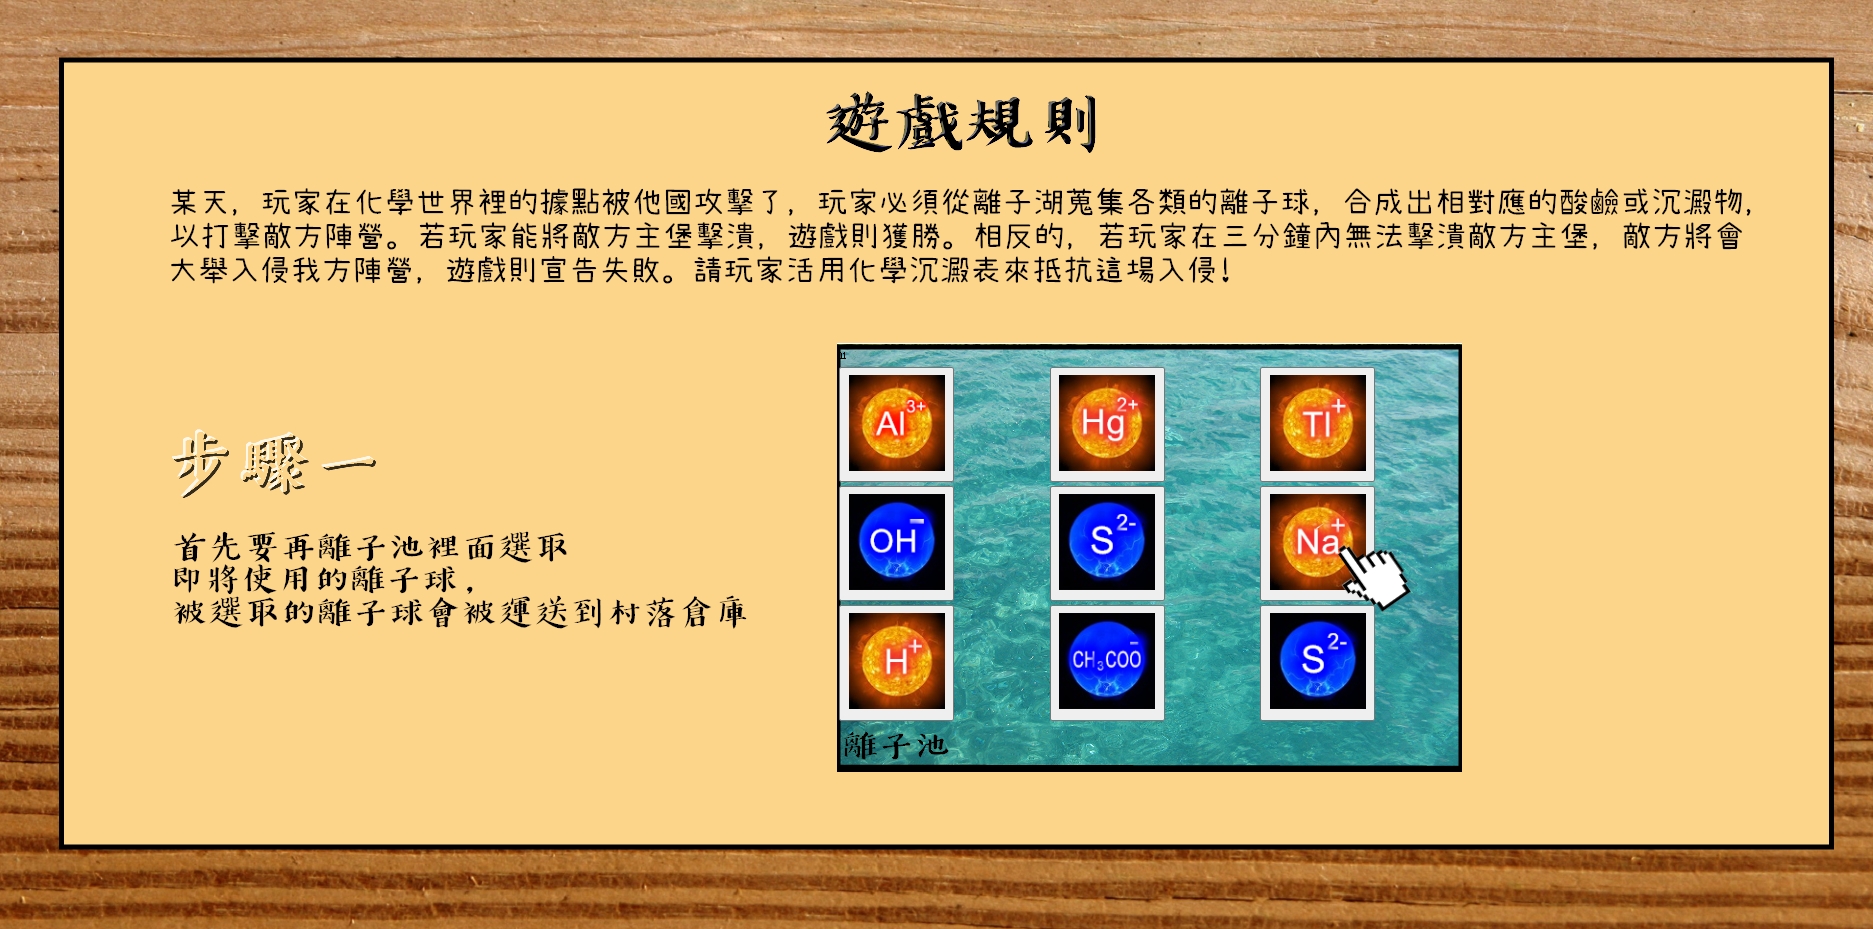 遊戲規則
某天，玩家在化學世界裡的據點被他國攻擊了，玩家必須從離子湖蒐集各類的離子球，合成出相對應的酸鹼或沉澱物，
以打擊敵方陣營。若玩家能將敵方主堡擊潰，遊戲則獲勝。相反的，若玩家在三分鐘內無法擊潰敵方主堡，敵方將會
大舉入侵我方陣營，遊戲則宣告失敗。請玩家活用化學沉澱表來抵抗這場入侵！
步驟一
首先要再離子池裡面選取
即將使用的離子球，
被選取的離子球會被運送到村落倉庫
Al³⁺ Hg²⁺ Tl⁺
OH⁻ S²⁻ Na⁺
H⁺ CH₃COO⁻ S²⁻
離子池